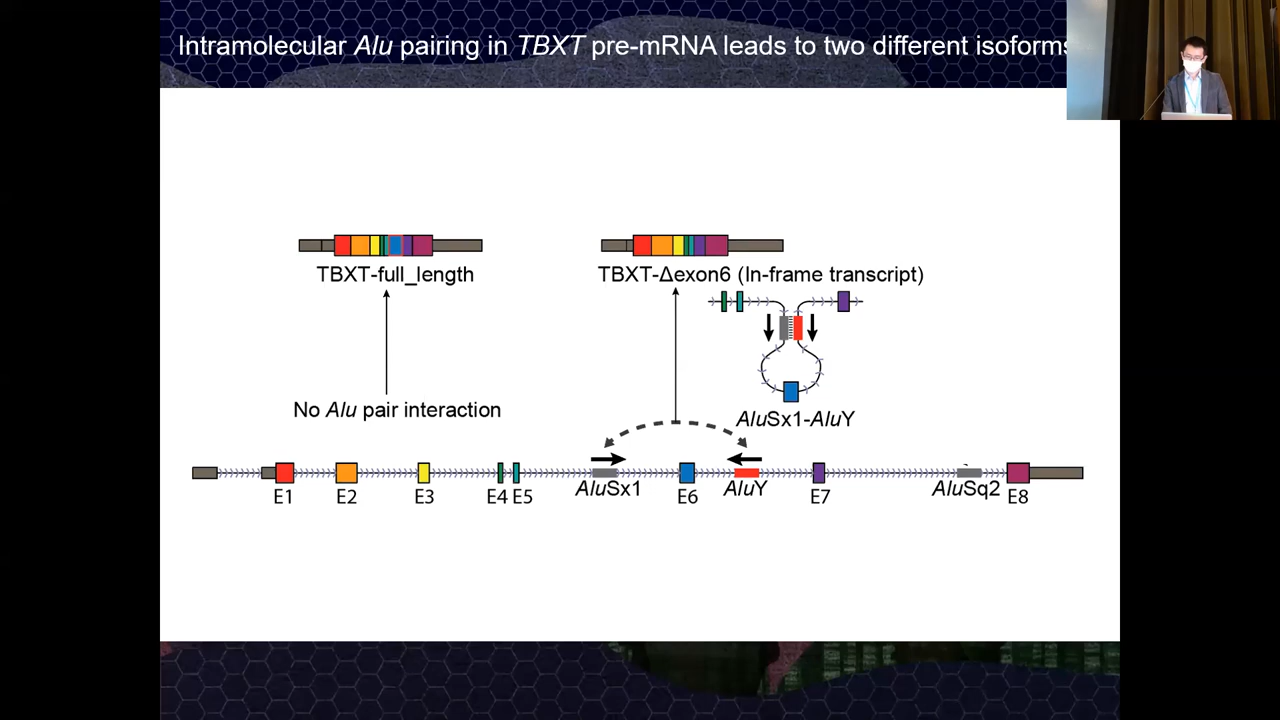 Intramolecular Alu pairing in TBXT pre-mRNA leads to two different isoforms
TBXT-full_length
TBXT-Δexon6 (In-frame transcript)
No Alu pair interaction
AluSx1-AluY
E1 E2 E3 E4 E5 AluSx1 E6 AluY E7 AluSq2 E8